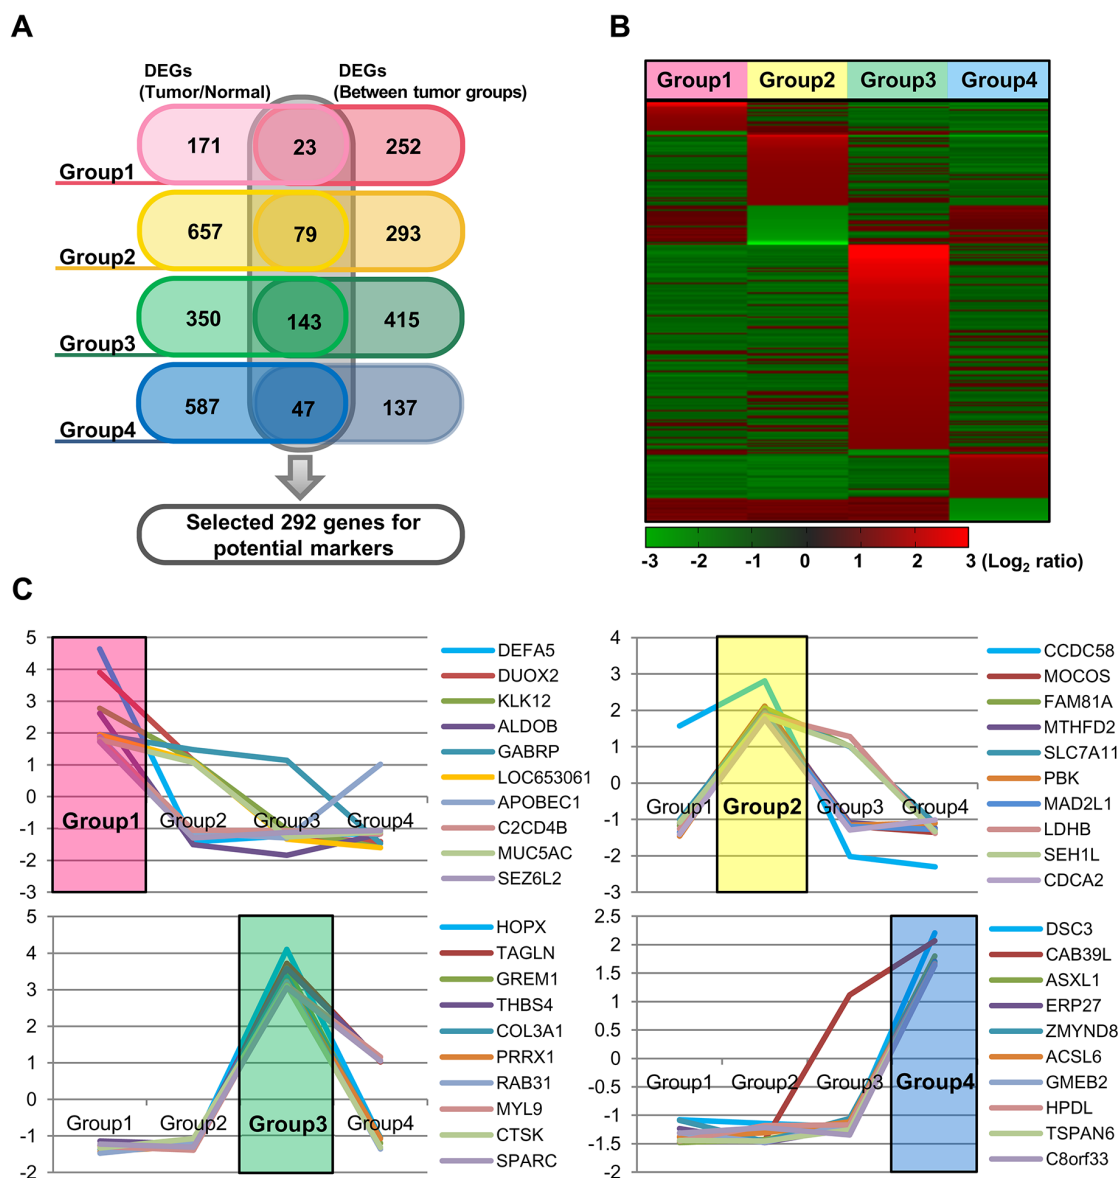 A
DEGs
(Tumor/Normal)
DEGs
(Between tumor groups)
171
23
252
Group1
657
79
293
Group2
350
143
415
Group3
587
47
137
Group4
Selected 292 genes for
potential markers
B
Group1 Group2 Group3 Group4
-3 -2 -1 0 1 2 3 (Log2 ratio)
C
5
4
3
2
1
0
-1
-2
-3
Group1 Group2 Group3 Group4
DEFA5
DUOX2
KLK12
ALDOB
GABRP
LOC653061
APOBEC1
C2CD4B
MUC5AC
SEZ6L2
4
3
2
1
0
-1
-2
-3
Group1 Group2 Group3 Group4
CCDC58
MOCOS
FAM81A
MTHFD2
SLC7A11
PBK
MAD2L1
LDHB
SEH1L
CDCA2
5
4
3
2
1
0
-1
-2
Group1 Group2 Group3 Group4
HOPX
TAGLN
GREM1
THBS4
COL3A1
PRRX1
RAB31
MYL9
CTSK
SPARC
2.5
2
1.5
1
0.5
0
-0.5
-1
-1.5
-2
Group1 Group2 Group3 Group4
DSC3
CAB39L
ASXL1
ERP27
ZMYND8
ACSL6
GMEB2
HPDL
TSPAN6
C8orf33